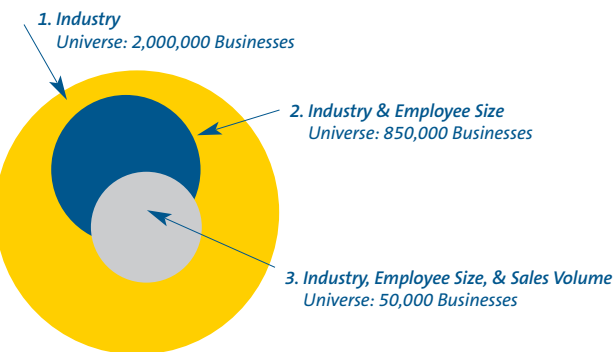 1. Industry
Universe: 2,000,000 Businesses
2. Industry & Employee Size
Universe: 850,000 Businesses
3. Industry, Employee Size, & Sales Volume
Universe: 50,000 Businesses